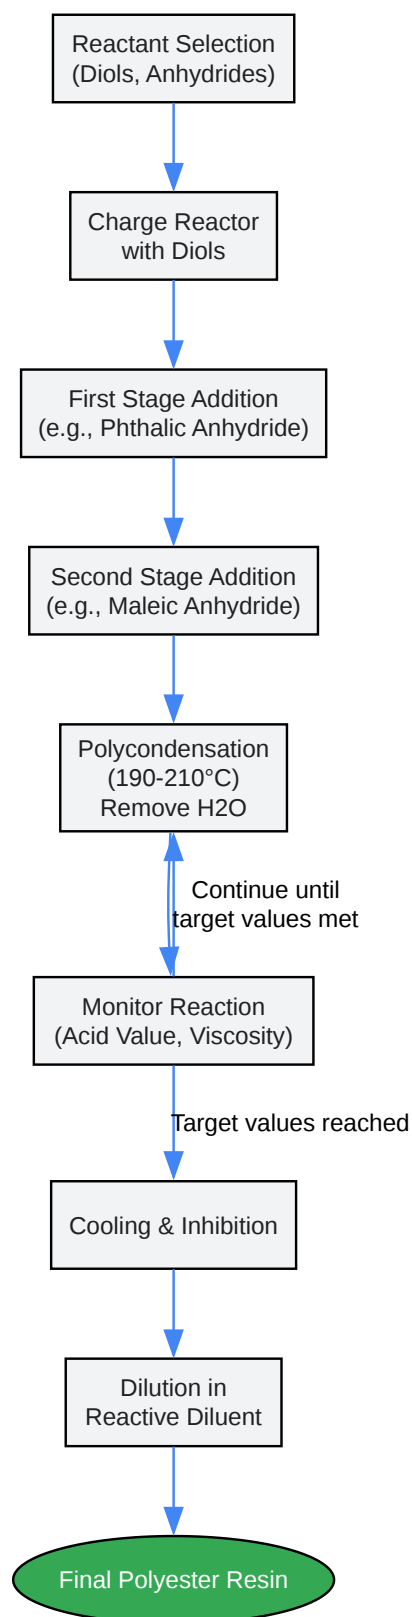 Reactant Selection
(Diols, Anhydrides)
Charge Reactor
with Diols
First Stage Addition
(e.g., Phthalic Anhydride)
Second Stage Addition
(e.g., Maleic Anhydride)
Polycondensation
(190-210°C)
Remove H2O
Continue until
target values met
Monitor Reaction
(Acid Value, Viscosity)
Target values reached
Cooling & Inhibition
Dilution in
Reactive Diluent
Final Polyester Resin